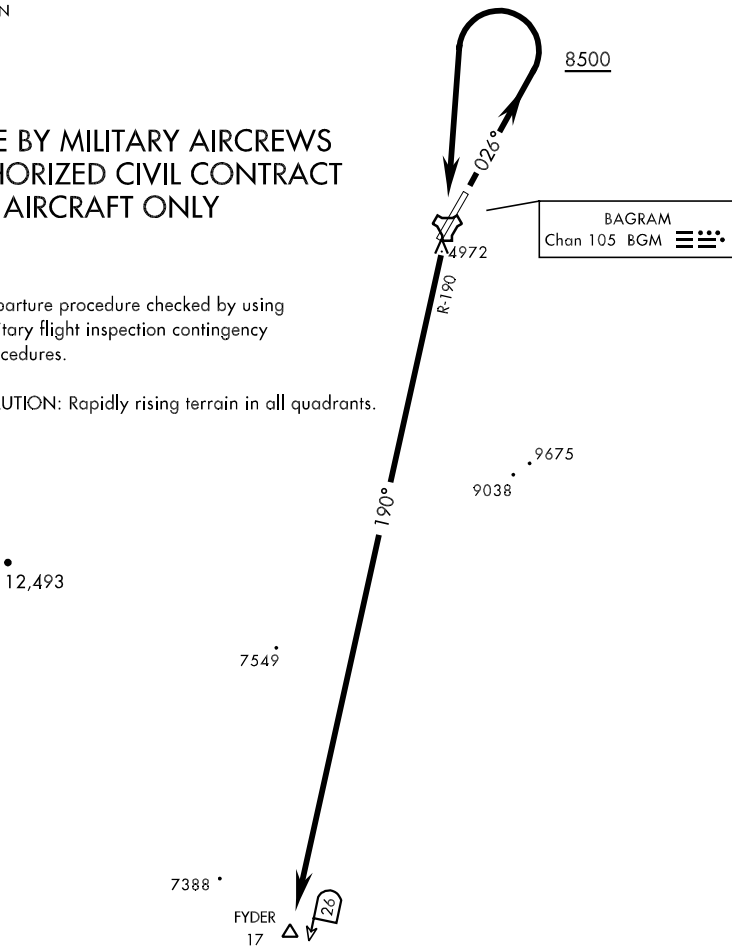 N
8500
E BY MILITARY AIRCREWS
HORIZED CIVIL CONTRACT
AIRCRAFT ONLY
026°
BAGRAM
Chan 105 BGM
4972
R-190
parture procedure checked by using
itary flight inspection contingency
cedures.
UTION: Rapidly rising terrain in all quadrants.
9675
9038
190°
12,493
7549
7388
FYDER
17
26